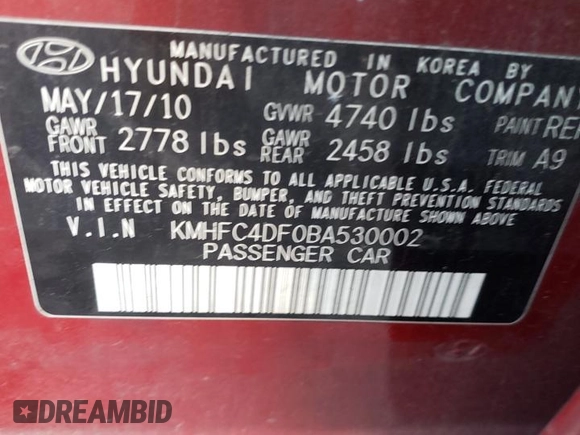 MANUFACTURED IN KOREA BY
HYUNDAI MOTOR COMPAN
MAY/17/10 GVWR 4740 lbs PAINT RE
GAWR FRONT 2778 lbs GAWR REAR 2458 lbs TRIM A9
THIS VEHICLE CONFORMS TO ALL APPLICABLE U.S.A. FEDERAL
MOTOR VEHICLE SAFETY, BUMPER, AND THEFT PREVENTION STANDARDS
IN EFFECT ON THE DATE OF MANUFACTURE SHOWN ABOVE
V.I.N KMHFC4DF0BA530002
PASSENGER CAR
DREAMBID